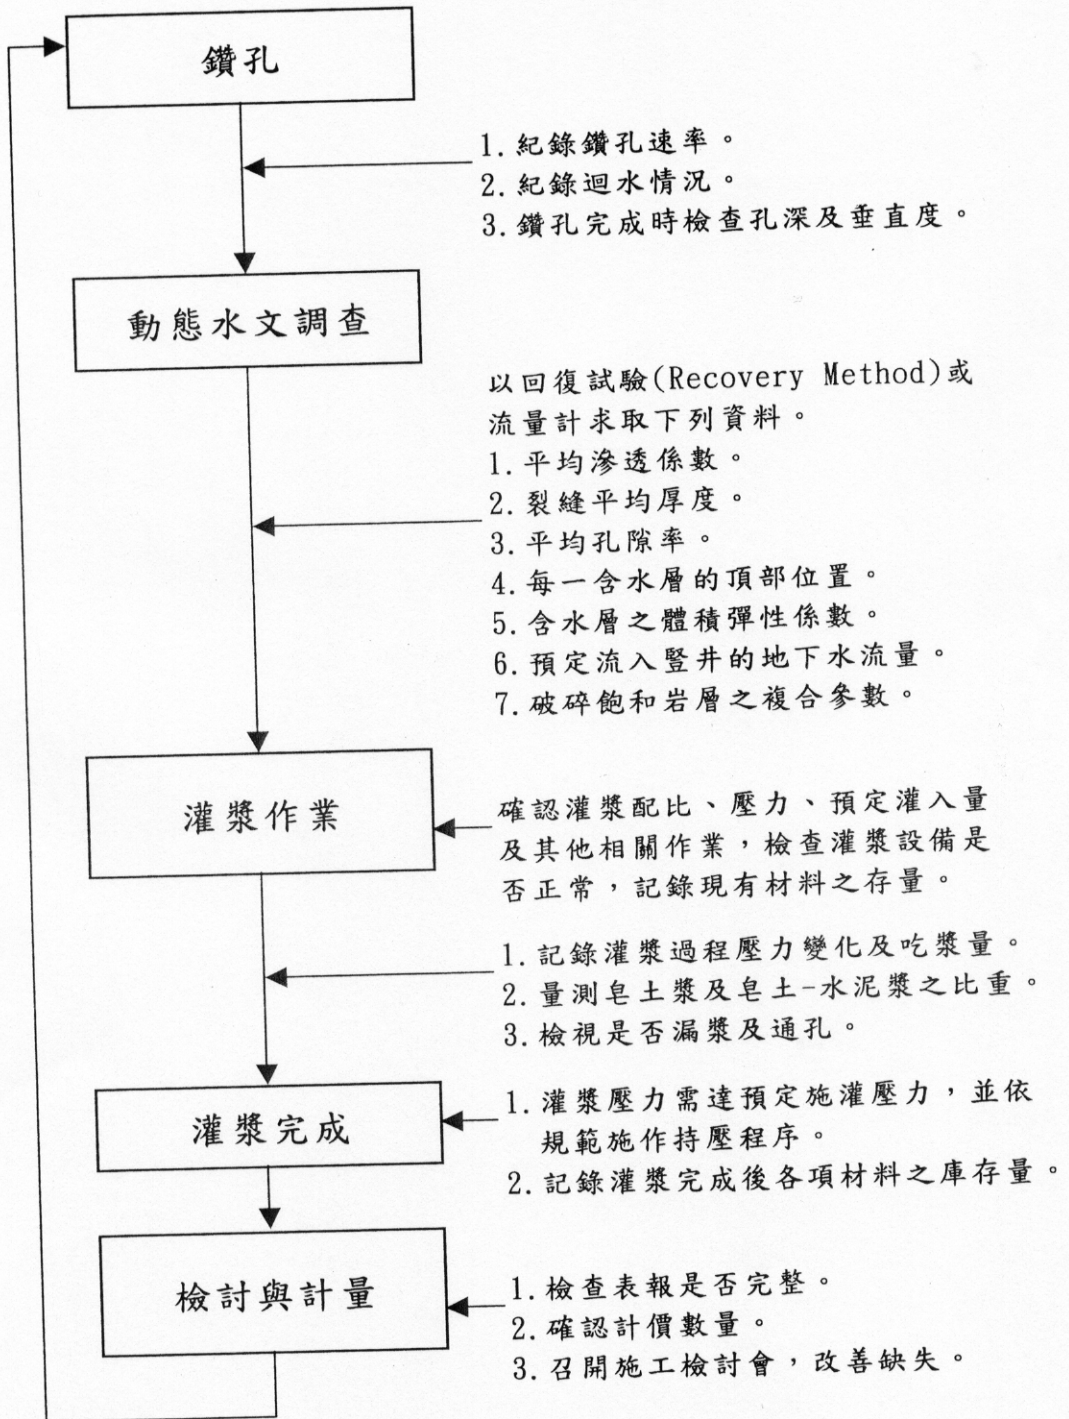 鑽孔
1.紀錄鑽孔速率。
2.紀錄迴水情況。
3.鑽孔完成時檢查孔深及垂直度。
動態水文調查
以回復試驗(Recovery Method)或
流量計求取下列資料。
1.平均滲透係數。
2.裂縫平均厚度。
3.平均孔隙率。
4.每一含水層的頂部位置。
5.含水層之體積彈性係數。
6.預定流入豎井的地下水流量。
7.破碎飽和岩層之複合參數。
灌漿作業
確認灌漿配比、壓力、預定灌入量
及其他相關作業，檢查灌漿設備是
否正常，記錄現有材料之存量。
1.記錄灌漿過程壓力變化及吃漿量。
2.量測皂土漿及皂土-水泥漿之比重。
3.檢視是否漏漿及通孔。
灌漿完成
1.灌漿壓力需達預定施灌壓力，並依
規範施作持壓程序。
2.記錄灌漿完成後各項材料之庫存量。
檢討與計量
1.檢查表報是否完整。
2.確認計價數量。
3.召開施工檢討會，改善缺失。